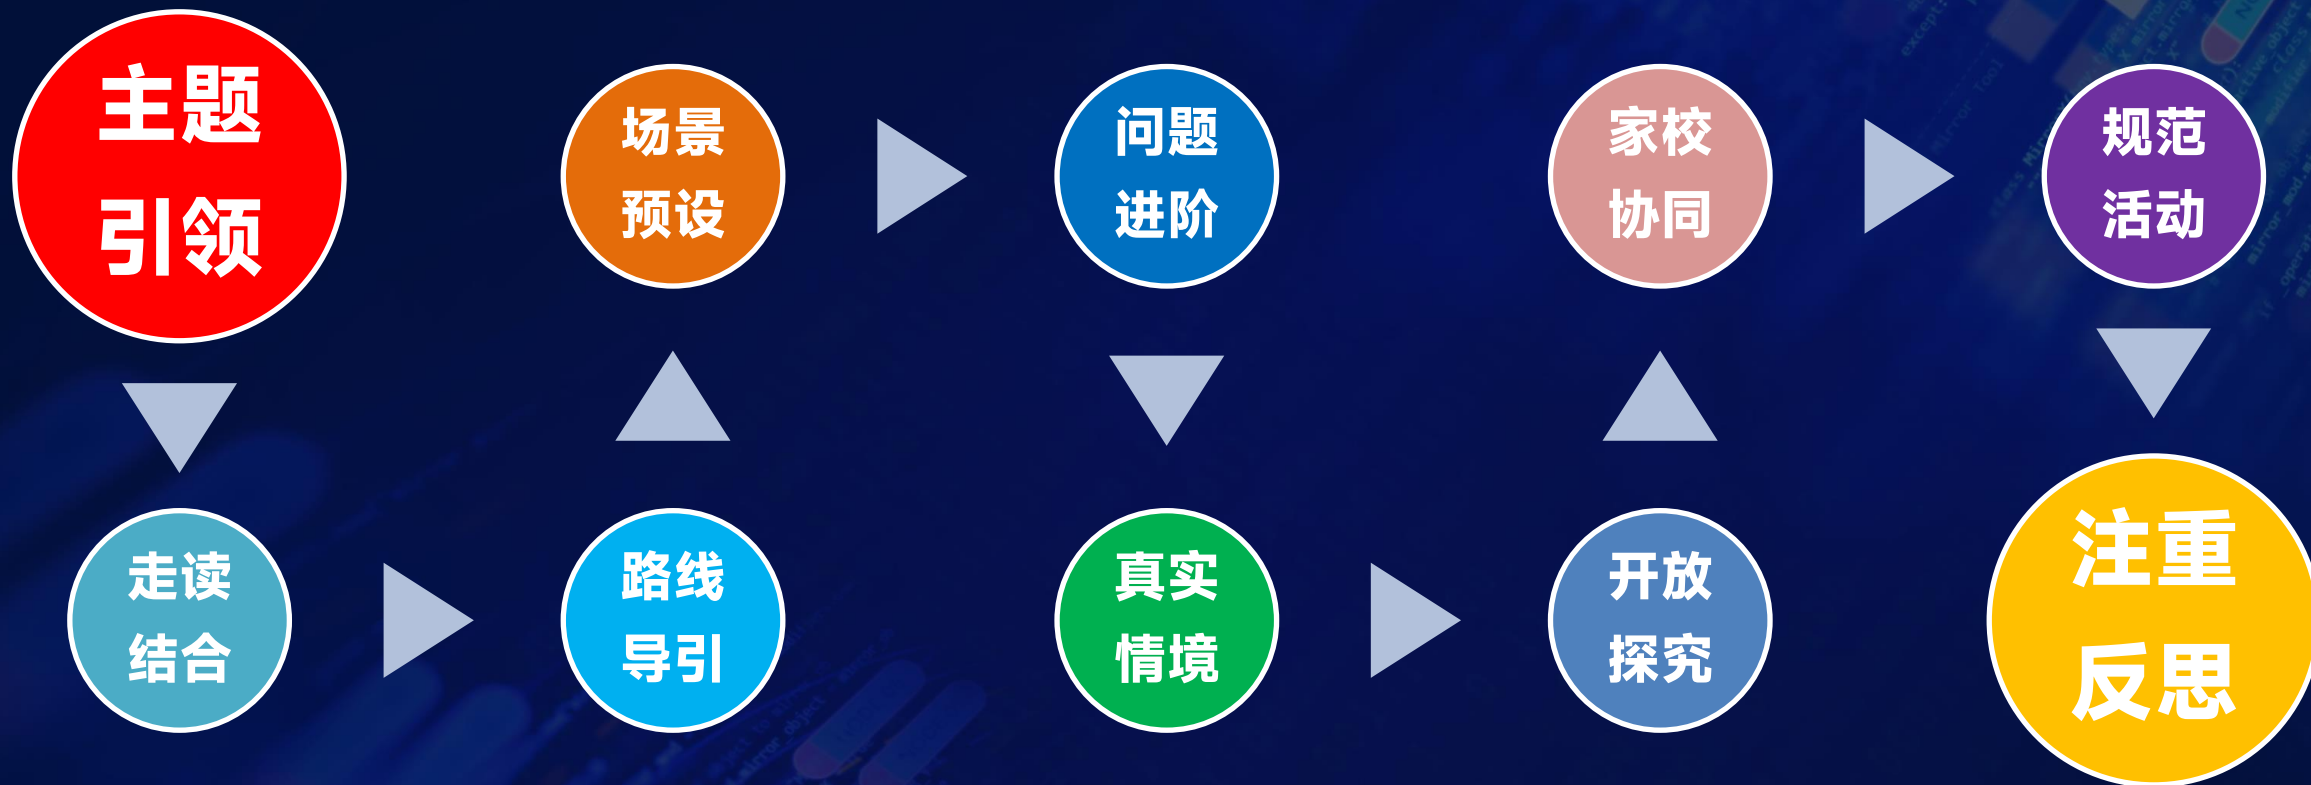 主题
引领
走读
结合
路线
导引
场景
预设
问题
进阶
真实
情境
开放
探究
家校
协同
规范
活动
注重
反思